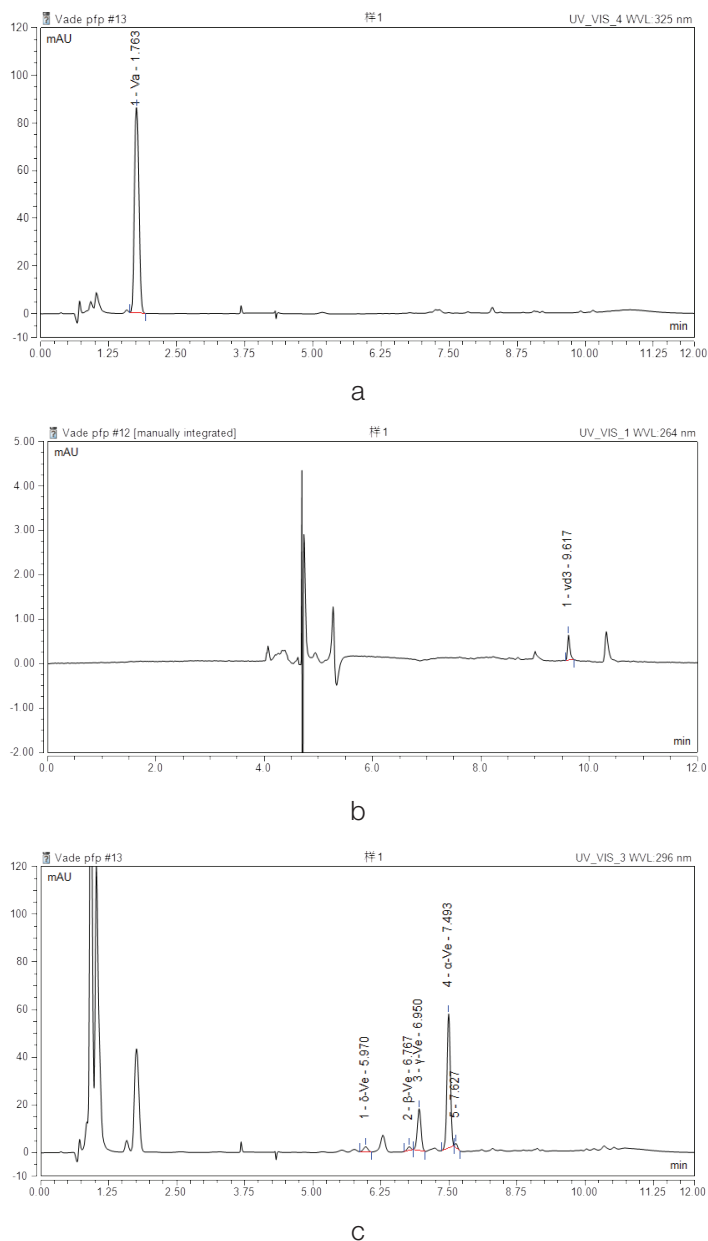 Vade pfp #13 样1 UV_VIS_4 WVL:325 nm
mAU
120
100
80
60
40
20
0
-10
1 - Va - 1.763
min
0.00 1.25 2.50 3.75 5.00 6.25 7.50 8.75 10.00 11.25 12.00
a
Vade pfp #12 [manually integrated] 样1 UV_VIS_1 WVL:264 nm
mAU
5.00
4.00
3.00
2.00
1.00
0.00
-1.00
-2.00
1 - vd3 - 9.617
min
0.0 2.0 4.0 6.0 8.0 10.0 12.0
b
Vade pfp #13 样1 UV_VIS_3 WVL:296 nm
mAU
120
100
80
60
40
20
0
-10
1 - δ-Ve - 5.970
2 - β-Ve - 6.767
3 - γ-Ve - 6.950
4 - α-Ve - 7.493
5 - 7.627
min
0.00 1.25 2.50 3.75 5.00 6.25 7.50 8.75 10.00 11.25 12.00
c